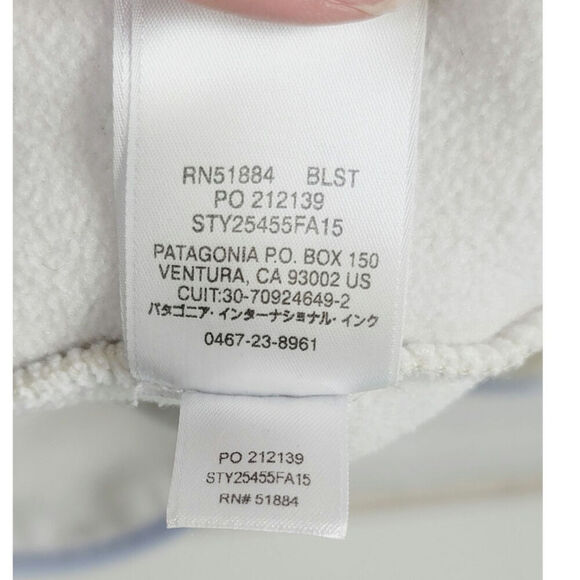 RN51884 BLST
PO 212139
STY25455FA15
PATAGONIA P.O. BOX 150
VENTURA, CA 93002 US
CUIT:30-70924649-2
パタゴニア・インターナショナル・インク
0467-23-8961
PO 212139
STY25455FA15
RN# 51884